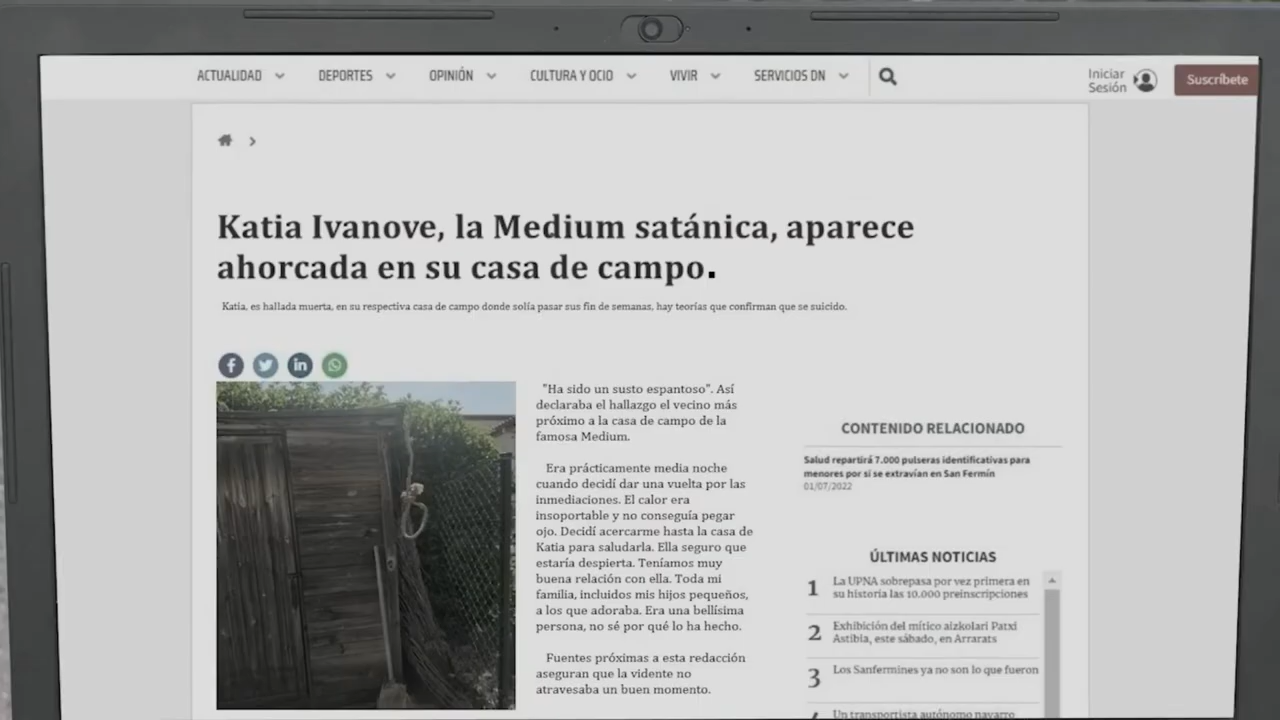 ACTUALIDAD DEPORTES OPINIÓN CULTURA Y OCIO VIVIR SERVICIOS DN
Iniciar
Sesión
Suscríbete
Katia Ivanove, la Medium satánica, aparece
ahorcada en su casa de campo.
Katia, es hallada muerta, en su respectiva casa de campo donde solía pasar sus fin de semanas, hay teorías que confirman que se suicido.
"Ha sido un susto espantoso". Así
declaraba el hallazgo el vecino más
próximo a la casa de campo de la
famosa Medium.
Era prácticamente media noche
cuando decidí dar una vuelta por las
inmediaciones. El calor era
insoportable y no conseguía pegar
ojo. Decidí acercarme hasta la casa de
Katia para saludarla. Ella seguro que
estaría despierta. Teníamos muy
buena relación con ella. Toda mi
familia, incluidos mis hijos pequeños,
a los que adoraba. Era una bellísima
persona, no sé por qué lo ha hecho.
Fuentes próximas a esta redacción
aseguran que la vidente no
atravesaba un buen momento.
CONTENIDO RELACIONADO
Salud repartirá 7.000 pulseras identificativas para
menores por si se extravían en San Fermín
01/07/2022
ÚLTIMAS NOTICIAS
1 La UPNA sobrepasa por vez primera en
su historia las 10.000 preinscripciones
2 Exhibición del mítico aizkolari Patxi
Astibia, este sábado, en Arrarats
3 Los Sanfermines ya no son lo que fueron
Un transportista autónomo navarro